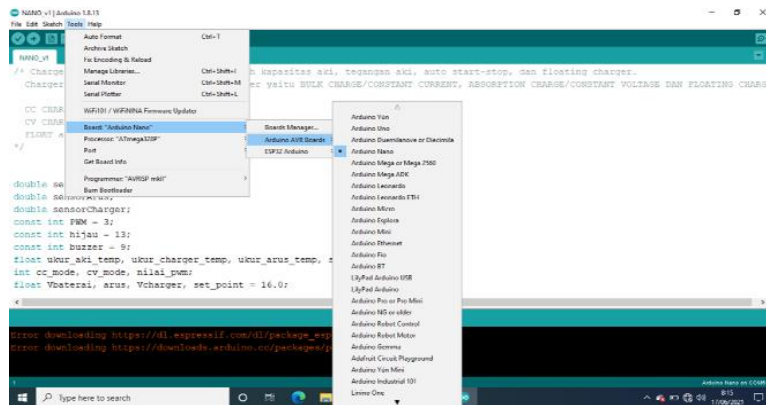 NANO_v1 | Arduino 1.8.13
File Edit Sketch Tools Help
NANO_v1
Auto Format Ctrl+T
Archive Sketch
Fix Encoding & Reload
Manage Libraries... Ctrl+Shift+I
Serial Monitor Ctrl+Shift+M
Serial Plotter Ctrl+Shift+L
WiFi101 / WiFiNINA Firmware Updater
Board: "Arduino Nano"
Processor: "ATmega328P"
Port
Get Board Info
Programmer: "AVRISP mkII"
Burn Bootloader
Boards Manager...
Arduino AVR Boards
ESP32 Arduino
Arduino Yún
Arduino Uno
Arduino Duemilanove or Diecimila
Arduino Nano
Arduino Mega or Mega 2560
Arduino Mega ADK
Arduino Leonardo
Arduino Leonardo ETH
Arduino Micro
Arduino Esplora
Arduino Mini
Arduino Ethernet
Arduino Fio
Arduino BT
LilyPad Arduino USB
LilyPad Arduino
Arduino Pro or Pro Mini
Arduino NG or older
Arduino Robot Control
Arduino Robot Motor
Arduino Gemma
Adafruit Circuit Playground
Arduino Yún Mini
Arduino Industrial 101
Linino One
/* Charge h kapasitas aki, tegangan aki, auto start-stop, dan floating charger.
Charger er yaitu BULK CHARGE/CONSTANT CURRENT, ABSORPTION CHARGE/CONSTANT VOLTAGE DAN FLOATING CHARG
CC CHAR
CV CHAR
FLOAT
*/
double se
double sensorArus;
double sensorCharger;
const int PWM = 3;
const int hijau = 13;
const int buzzer = 9;
float ukur_aki_temp, ukur_charger_temp, ukur_arus_temp, s
int cc_mode, cv_mode, nilai_pwm;
float Vbaterai, arus, Vcharger, set_point = 16.0;
Error downloading https://dl.espressif.com/dl/package_esp
Error downloading https://downloads.arduino.cc/packages/p
1
Arduino Nano on COM8
Type here to search
8:15
17/06/2021